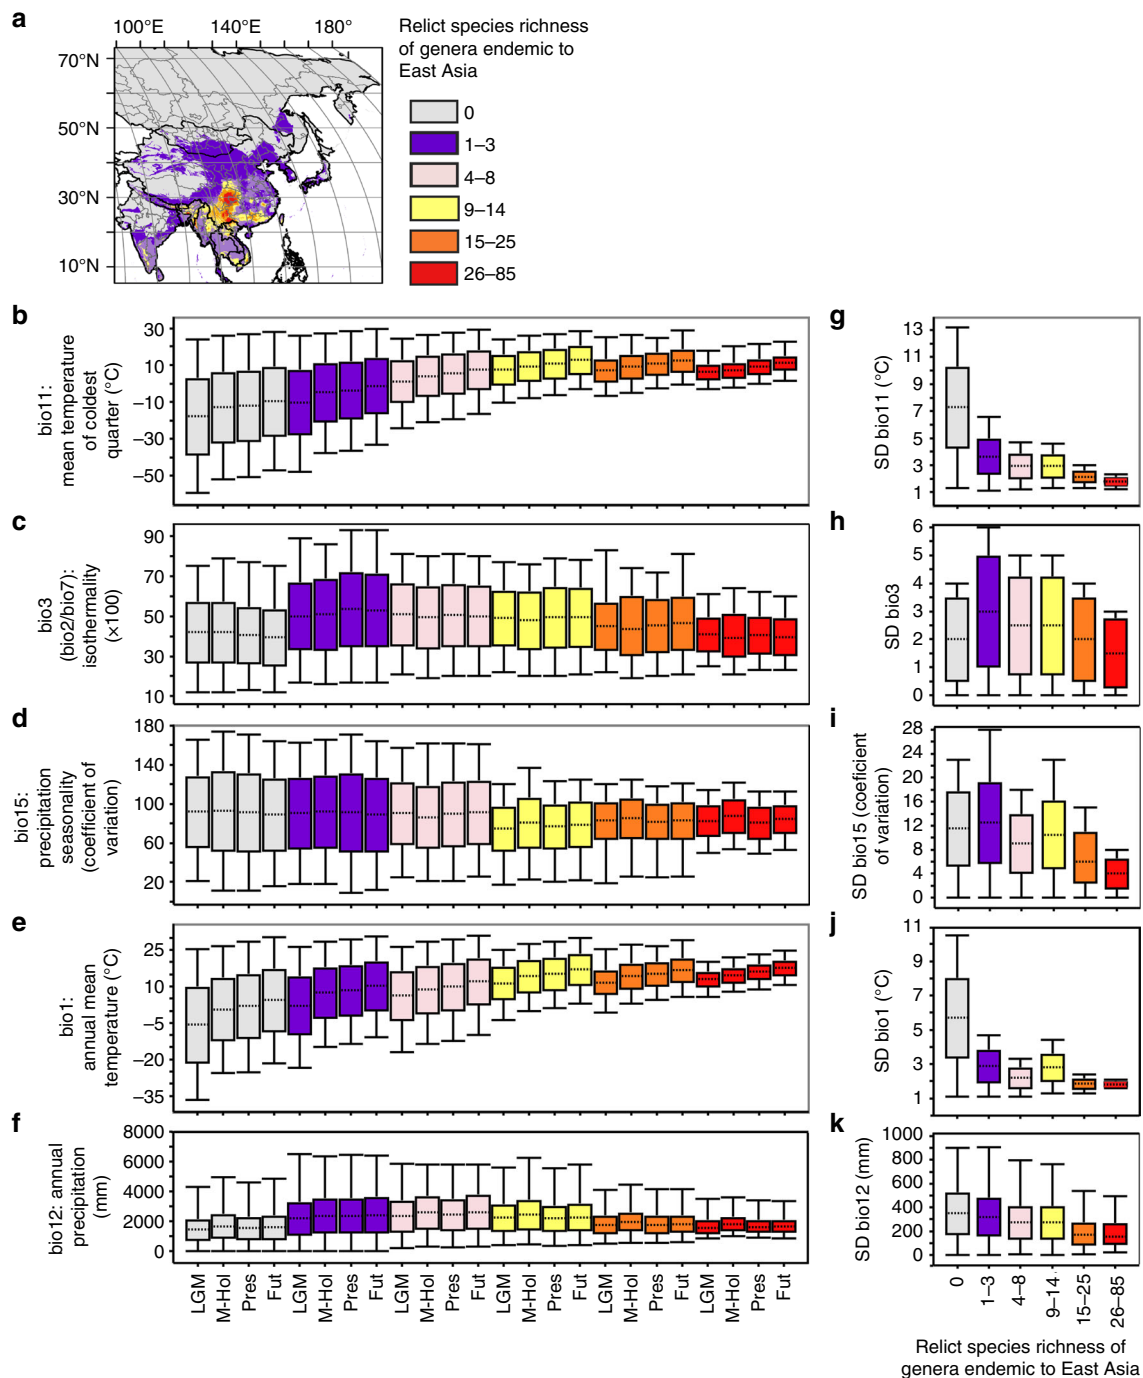 a
100°E 140°E 180°
70°N
50°N
30°N
10°N
Relict species richness
of genera endemic to
East Asia
0
1–3
4–8
9–14
15–25
26–85
b
bio11:
mean temperature
of coldest
quarter (°C)
30
10
−10
−30
−50
g
SD bio11 (°C)
13
11
9
7
5
3
1
c
bio3
(bio2/bio7):
isothermality
(×100)
90
70
50
30
10
h
SD bio3
6
5
4
3
2
1
0
d
bio15:
precipitation
seasonality
(coefficient of
variation)
180
140
100
60
20
i
SD bio15 (coeficient
of variation)
28
24
20
16
12
8
4
0
e
bio1:
annual mean
temperature (°C)
25
10
−5
−20
−35
j
SD bio1 (°C)
11
9
7
5
3
1
f
bio12: annual
precipitation
(mm)
8000
6000
4000
2000
0
LGM M-Hol Pres Fut LGM M-Hol Pres Fut LGM M-Hol Pres Fut LGM M-Hol Pres Fut LGM M-Hol Pres Fut LGM M-Hol Pres Fut
k
SD bio12 (mm)
1000
800
600
400
200
0
0 1–3 4–8 9–14 15–25 26–85
Relict species richness of
genera endemic to East Asia